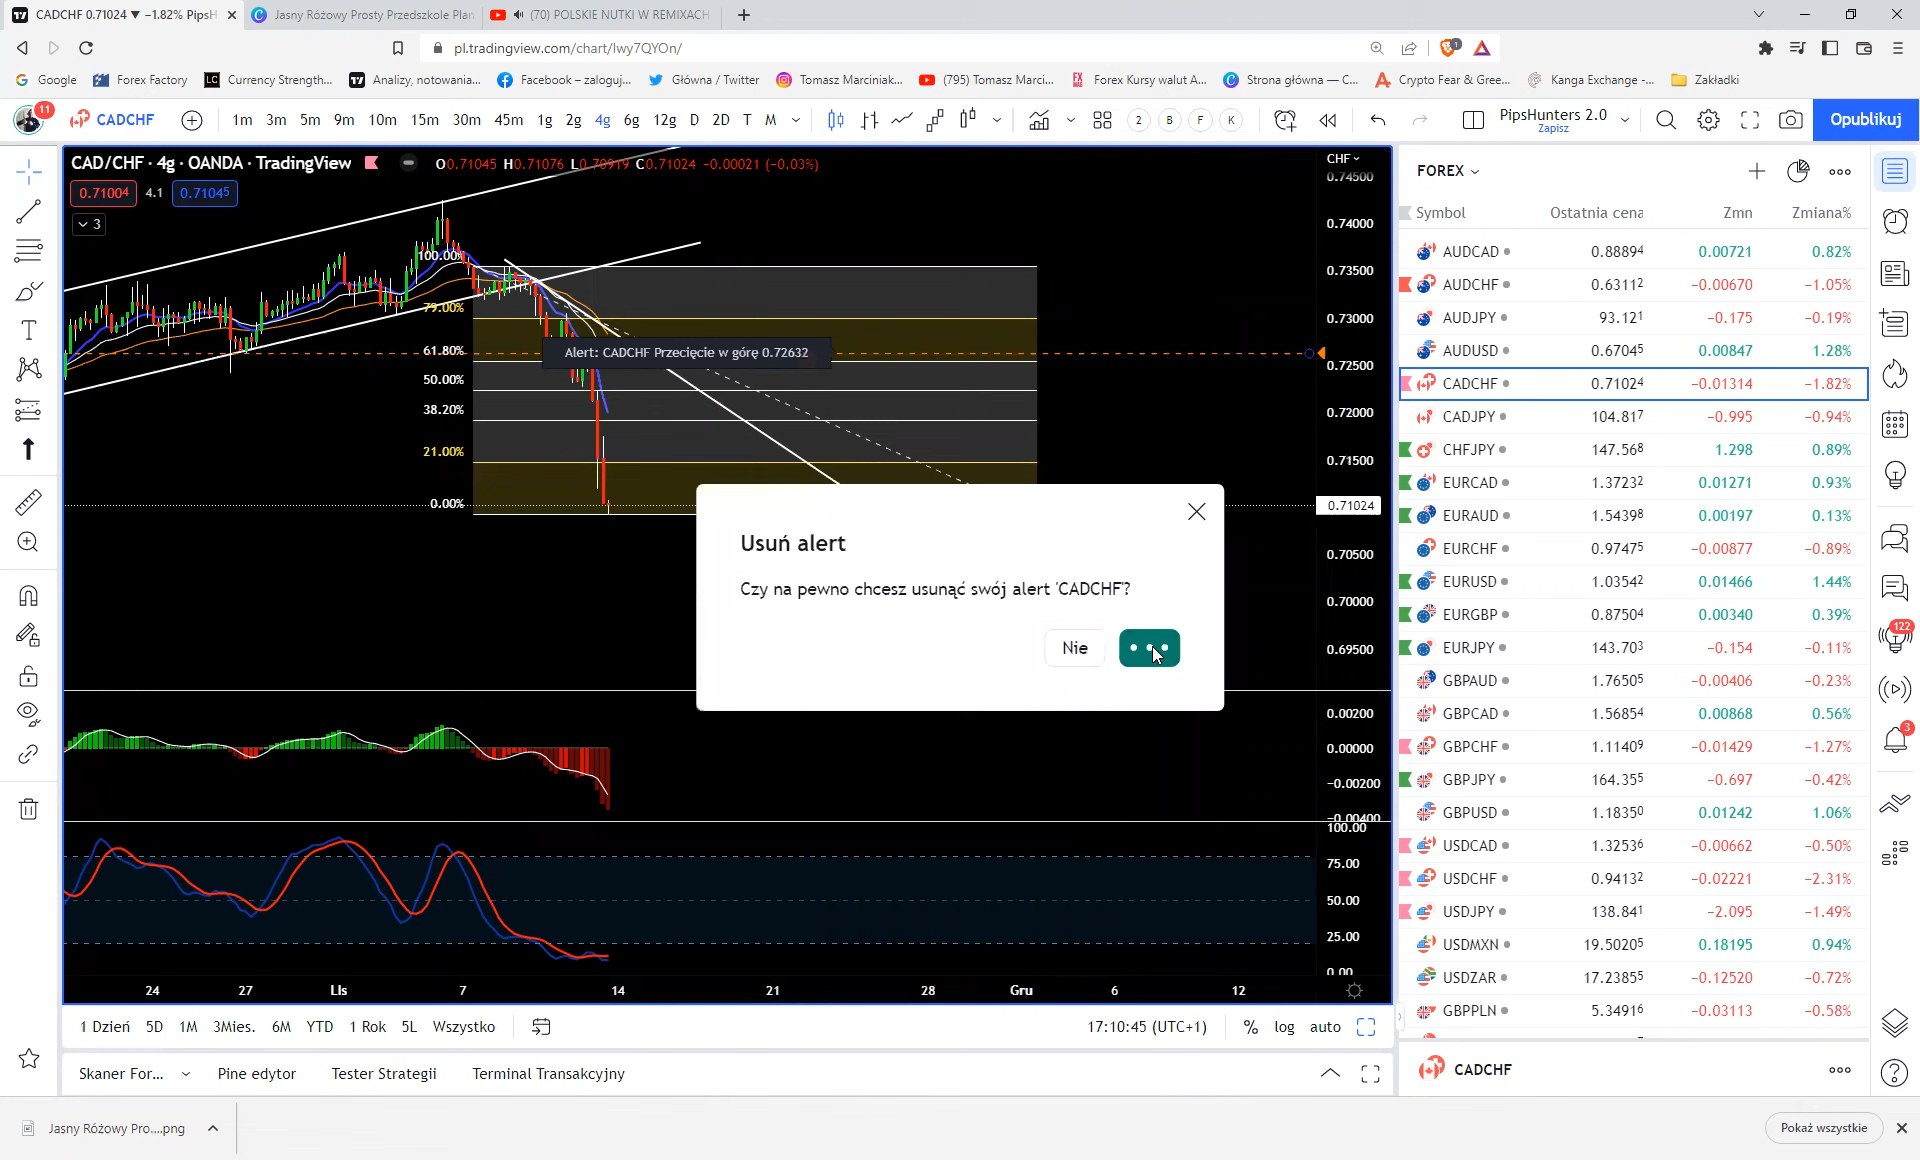 CADCHF 0.71024 ▼ −1.82% PipsH
Jasny Różowy Prosty Przedszkole Plan
(70) POLSKIE NUTKI W REMIXACH
pl.tradingview.com/chart/lwy7QYOn/
1
Google
Forex Factory
LC
Currency Strength...
Analizy, notowania...
Facebook – zaloguj...
Główna / Twitter
Tomasz Marciniak...
(795) Tomasz Marci...
Forex Kursy walut A...
Strona główna — C...
Crypto Fear & Gree...
Kanga Exchange -...
Zakładki
11
CADCHF
1m 3m 5m 9m 10m 15m 30m 45m 1g 2g 4g 6g 12g D 2D T M
2 B F K
PipsHunters 2.0
Zapisz
Opublikuj
CAD/CHF · 4g · OANDA · TradingView
O0.71045 H0.71076 L0.70919 C0.71024 −0.00021 (−0.03%)
0.71004 4.1 0.71045
3
CHF
0.74500
0.74000
0.73500
0.73000
0.72500
0.72000
0.71500
0.71024
0.70500
0.70000
0.69500
100.00%
79.00%
61.80%
50.00%
38.20%
21.00%
0.00%
Alert: CADCHF Przecięcie w górę 0.72632
Usuń alert
Czy na pewno chcesz usunąć swój alert 'CADCHF'?
Nie
0.00200
0.00000
−0.00200
−0.00400
100.00
75.00
50.00
25.00
0.00
24 27 Lis 7 14 21 28 Gru 6 12
1 Dzień 5D 1M 3Mies. 6M YTD 1 Rok 5L Wszystko
17:10:45 (UTC+1)
% log auto
Skaner For...
Pine edytor
Tester Strategii
Terminal Transakcyjny
FOREX
Symbol Ostatnia cena Zmn Zmiana%
AUDCAD 0.88894 0.00721 0.82%
AUDCHF 0.63112 −0.00670 −1.05%
AUDJPY 93.121 −0.175 −0.19%
AUDUSD 0.67045 0.00847 1.28%
CADCHF 0.71024 −0.01314 −1.82%
CADJPY 104.817 −0.995 −0.94%
CHFJPY 147.568 1.298 0.89%
EURCAD 1.37232 0.01271 0.93%
EURAUD 1.54398 0.00197 0.13%
EURCHF 0.97475 −0.00877 −0.89%
EURUSD 1.03542 0.01466 1.44%
EURGBP 0.87504 0.00340 0.39%
EURJPY 143.703 −0.154 −0.11%
GBPAUD 1.76505 −0.00406 −0.23%
GBPCAD 1.56854 0.00868 0.56%
GBPCHF 1.11409 −0.01429 −1.27%
GBPJPY 164.355 −0.697 −0.42%
GBPUSD 1.18350 0.01242 1.06%
USDCAD 1.32536 −0.00662 −0.50%
USDCHF 0.94132 −0.02221 −2.31%
USDJPY 138.841 −2.095 −1.49%
USDMXN 19.50205 0.18195 0.94%
USDZAR 17.23855 −0.12520 −0.72%
GBPPLN 5.34916 −0.03113 −0.58%
CADCHF
122
3
Jasny Różowy Pro....png
Pokaż wszystkie